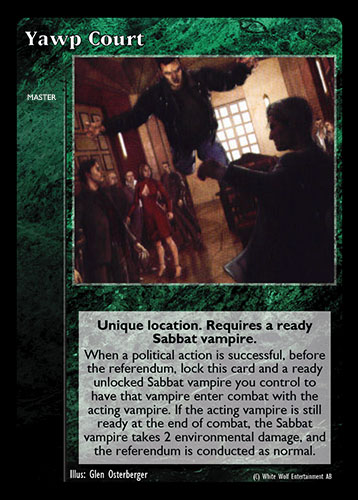 Yawp Court
MASTER
Unique location. Requires a ready
Sabbat vampire.
When a political action is successful, before
the referendum, lock this card and a ready
unlocked Sabbat vampire you control to
have that vampire enter combat with the
acting vampire. If the acting vampire is still
ready at the end of combat, the Sabbat
vampire takes 2 environmental damage, and
the referendum is conducted as normal.
Illus: Glen Osterberger
(C) White Wolf Entertainment AB